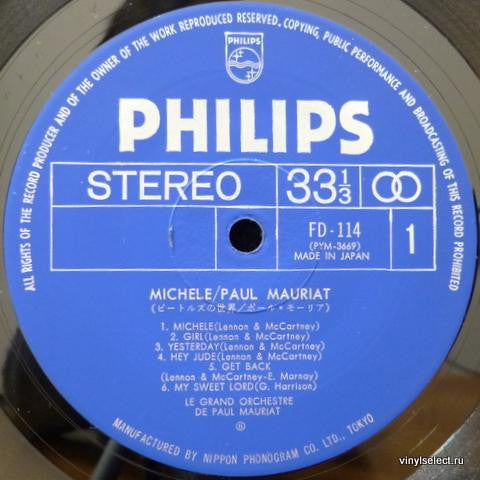 ALL RIGHTS OF THE RECORD PRODUCER AND OF THE OWNER OF THE WORK REPRODUCED RESERVED. COPYING, PUBLIC PERFORMANCE AND BROADCASTING OF THIS RECORD PROHIBITED
PHILIPS
PHILIPS
STEREO 33 1/3
FD-114 1
(PYM-3669)
MADE IN JAPAN
MICHELE/PAUL MAURIAT
(ビートルズの世界/ポール・モーリア)
1. MICHELE(Lennon & McCartney)
2. GIRL(Lennon & McCartney)
3. YESTERDAY(Lennon & McCartney)
4. HEY JUDE(Lennon & McCartney)
5. GET BACK
(Lennon & McCartney-E. Marnay)
6. MY SWEET LORD(G. Harrison)
LE GRAND ORCHESTRE
DE PAUL MAURIAT
Ⓡ
MANUFACTURED BY NIPPON PHONOGRAM CO. LTD., TOKYO
vinylselect.ru